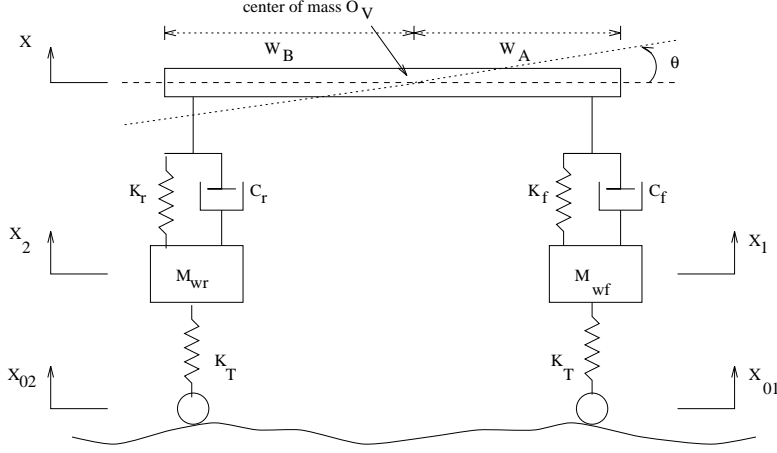 center of mass O_V
X
W_B
W_A
θ
K_r
C_r
K_f
C_f
X_2
M_wr
M_wf
X_1
X_02
K_T
K_T
X_01